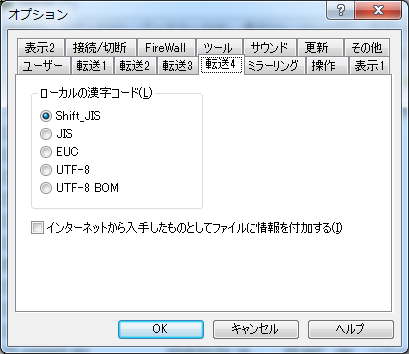 オプション
表示2 接続/切断 FireWall ツール サウンド 更新 その他
ユーザー 転送1 転送2 転送3 転送4 ミラーリング 操作 表示1
ローカルの漢字コード(L)
Shift_JIS
JIS
EUC
UTF-8
UTF-8 BOM
インターネットから入手したものとしてファイルに情報を付加する(I)
OK キャンセル ヘルプ